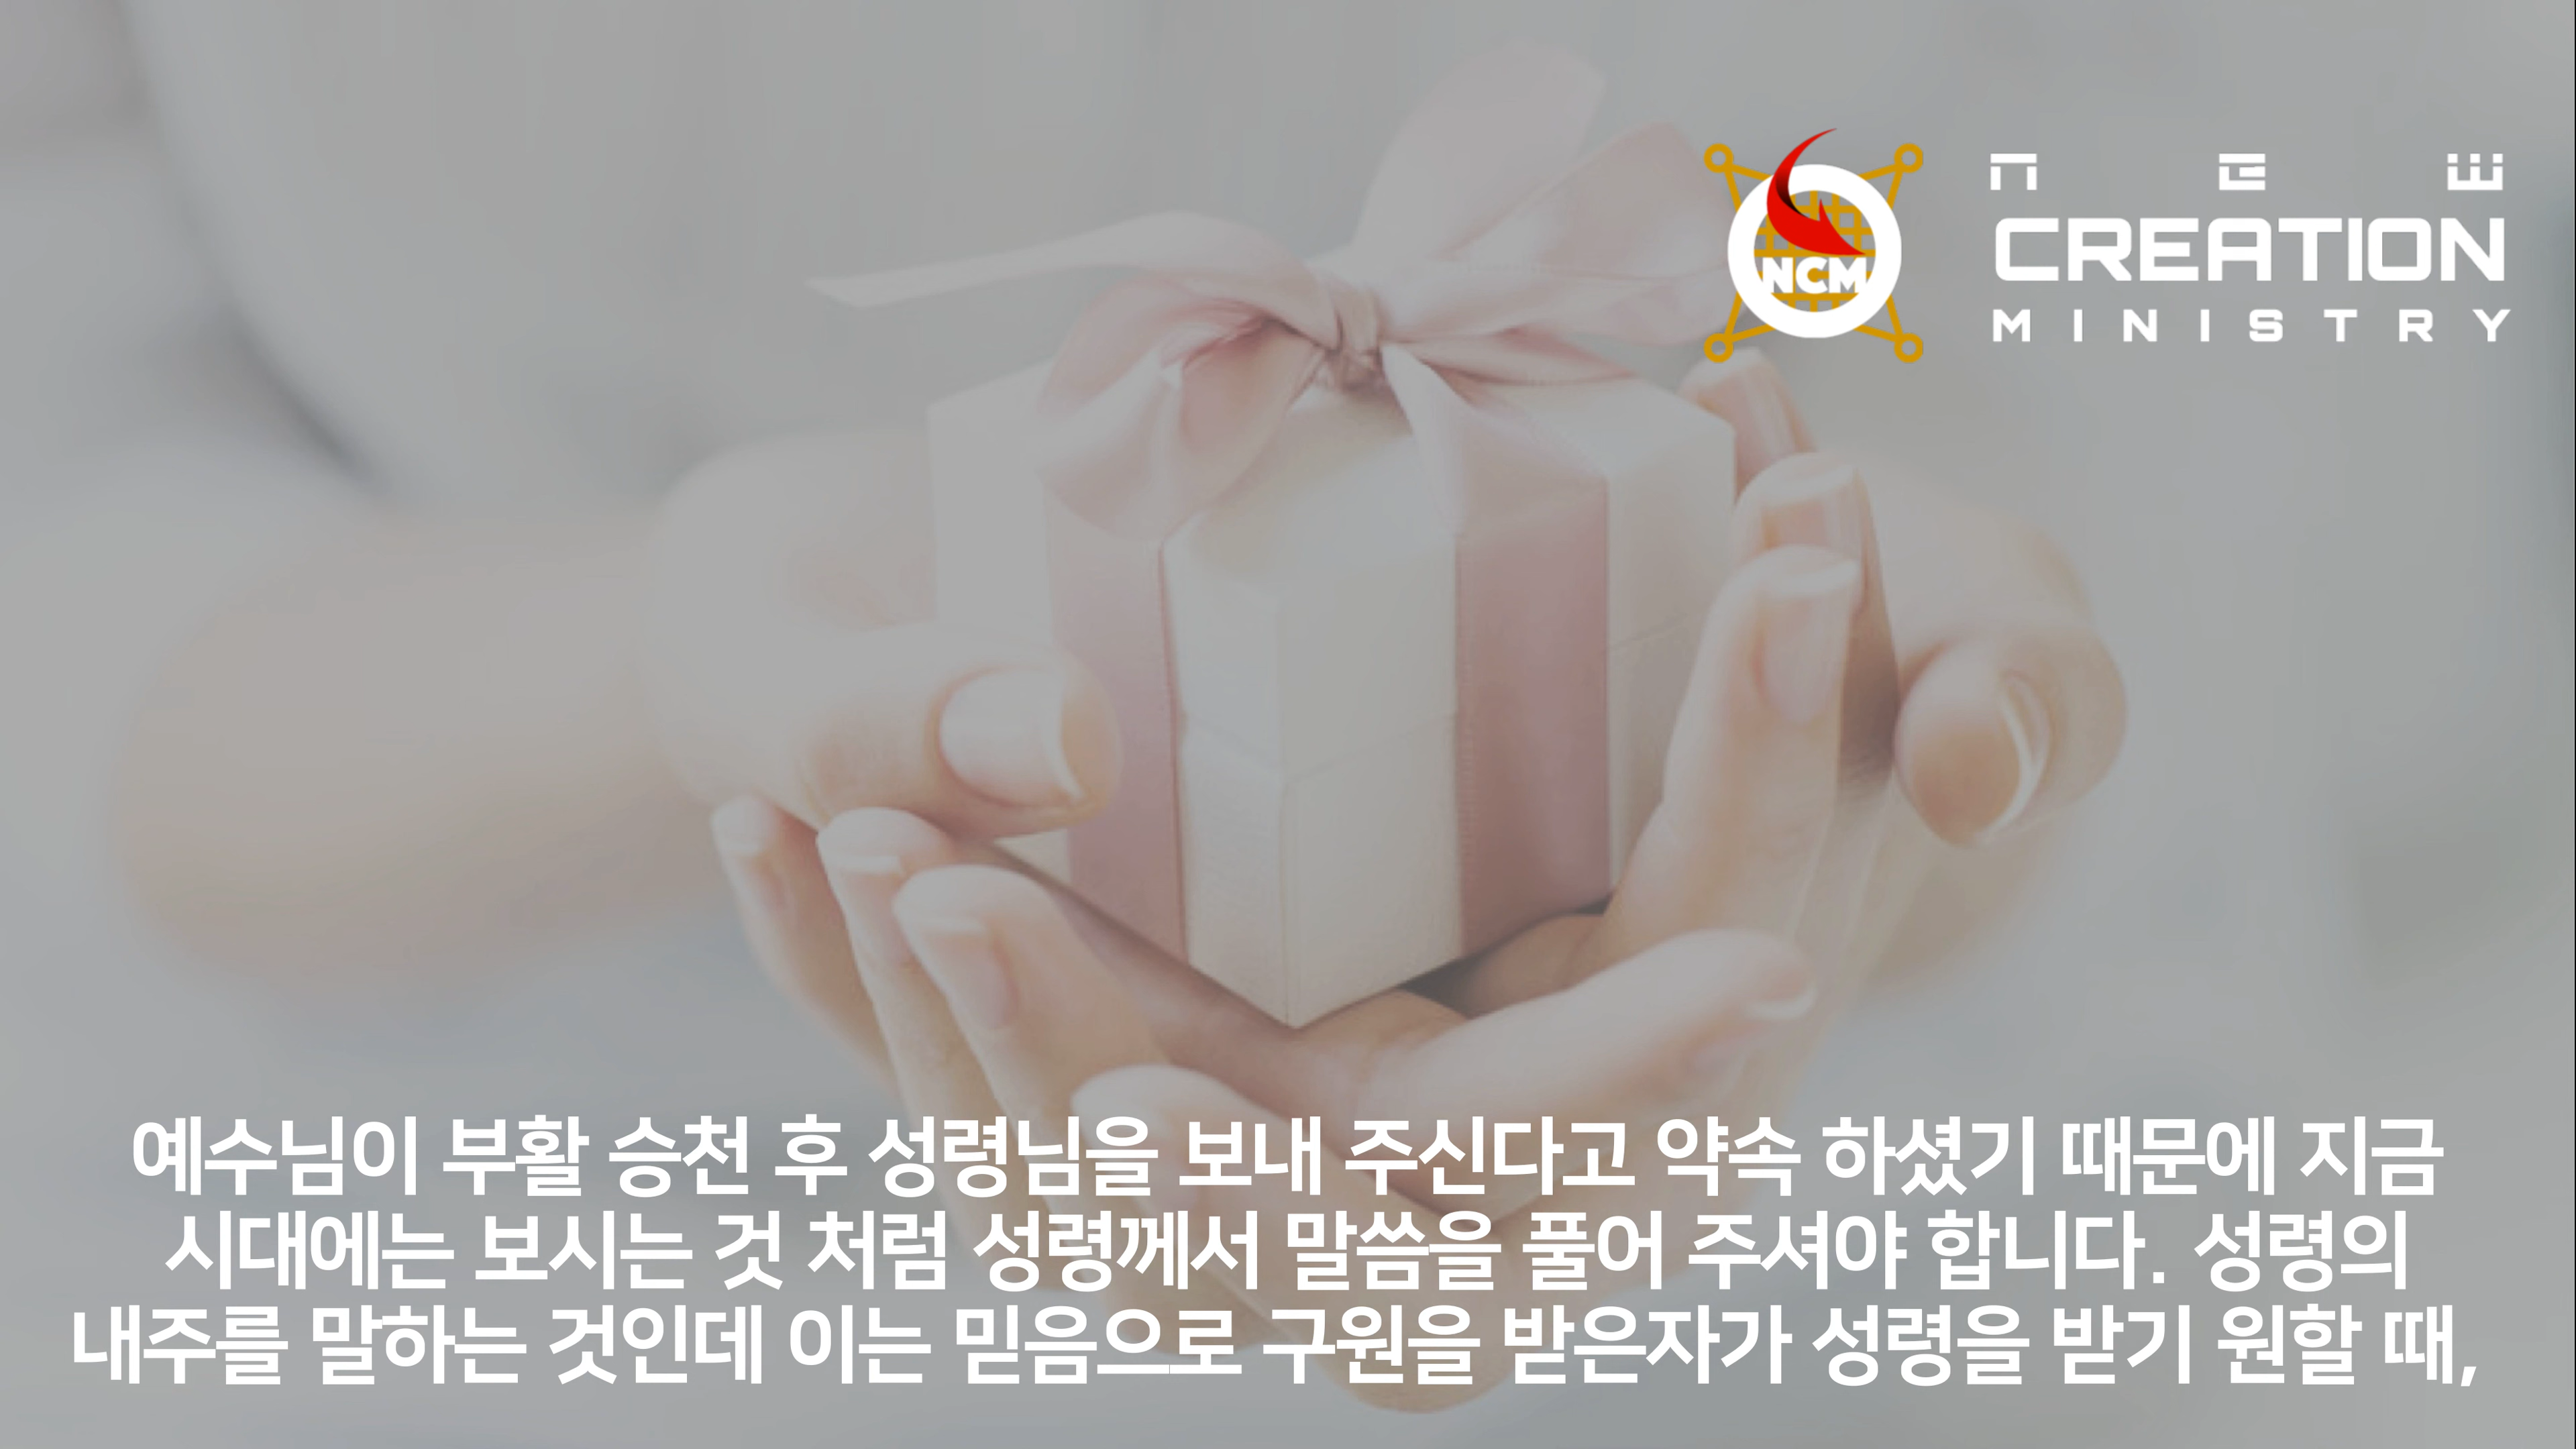 NCM
NEW
CREATION
MINISTRY
예수님이 부활 승천 후 성령님을 보내 주신다고 약속 하셨기 때문에 지금
시대에는 보시는 것 처럼 성령께서 말씀을 풀어 주셔야 합니다. 성령의
내주를 말하는 것인데 이는 믿음으로 구원을 받은자가 성령을 받기 원할 때,